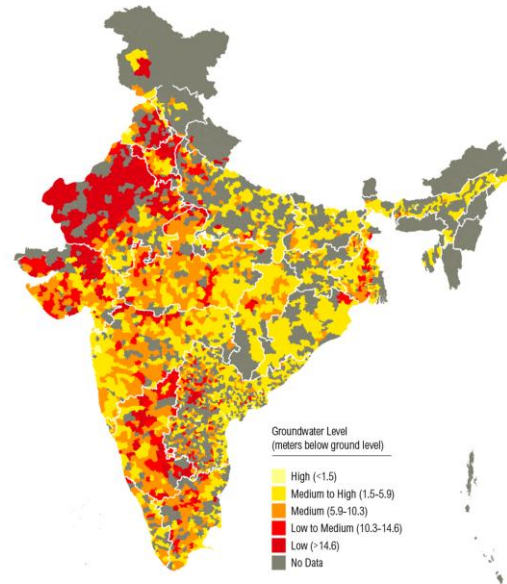 Groundwater Level
(meters below ground level)
High (<1.5)
Medium to High (1.5-5.9)
Medium (5.9-10.3)
Low to Medium (10.3-14.6)
Low (>14.6)
No Data